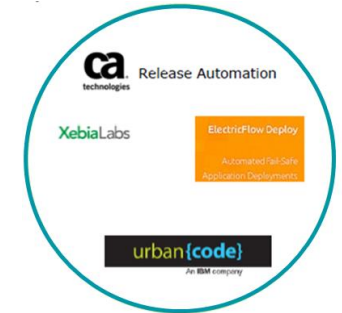 ca
technologies
Release Automation
XebiaLabs
ElectricFlow Deploy
Automated Fail-Safe
Application Deployments
urban{code}
An IBM company